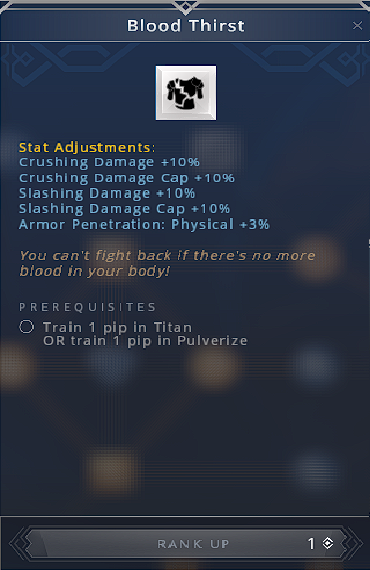 Blood Thirst
Stat Adjustments:
Crushing Damage +10%
Crushing Damage Cap +10%
Slashing Damage +10%
Slashing Damage Cap +10%
Armor Penetration: Physical +3%
You can't fight back if there's no more
blood in your body!
PREREQUISITES
Train 1 pip in Titan
OR train 1 pip in Pulverize
RANK UP 1